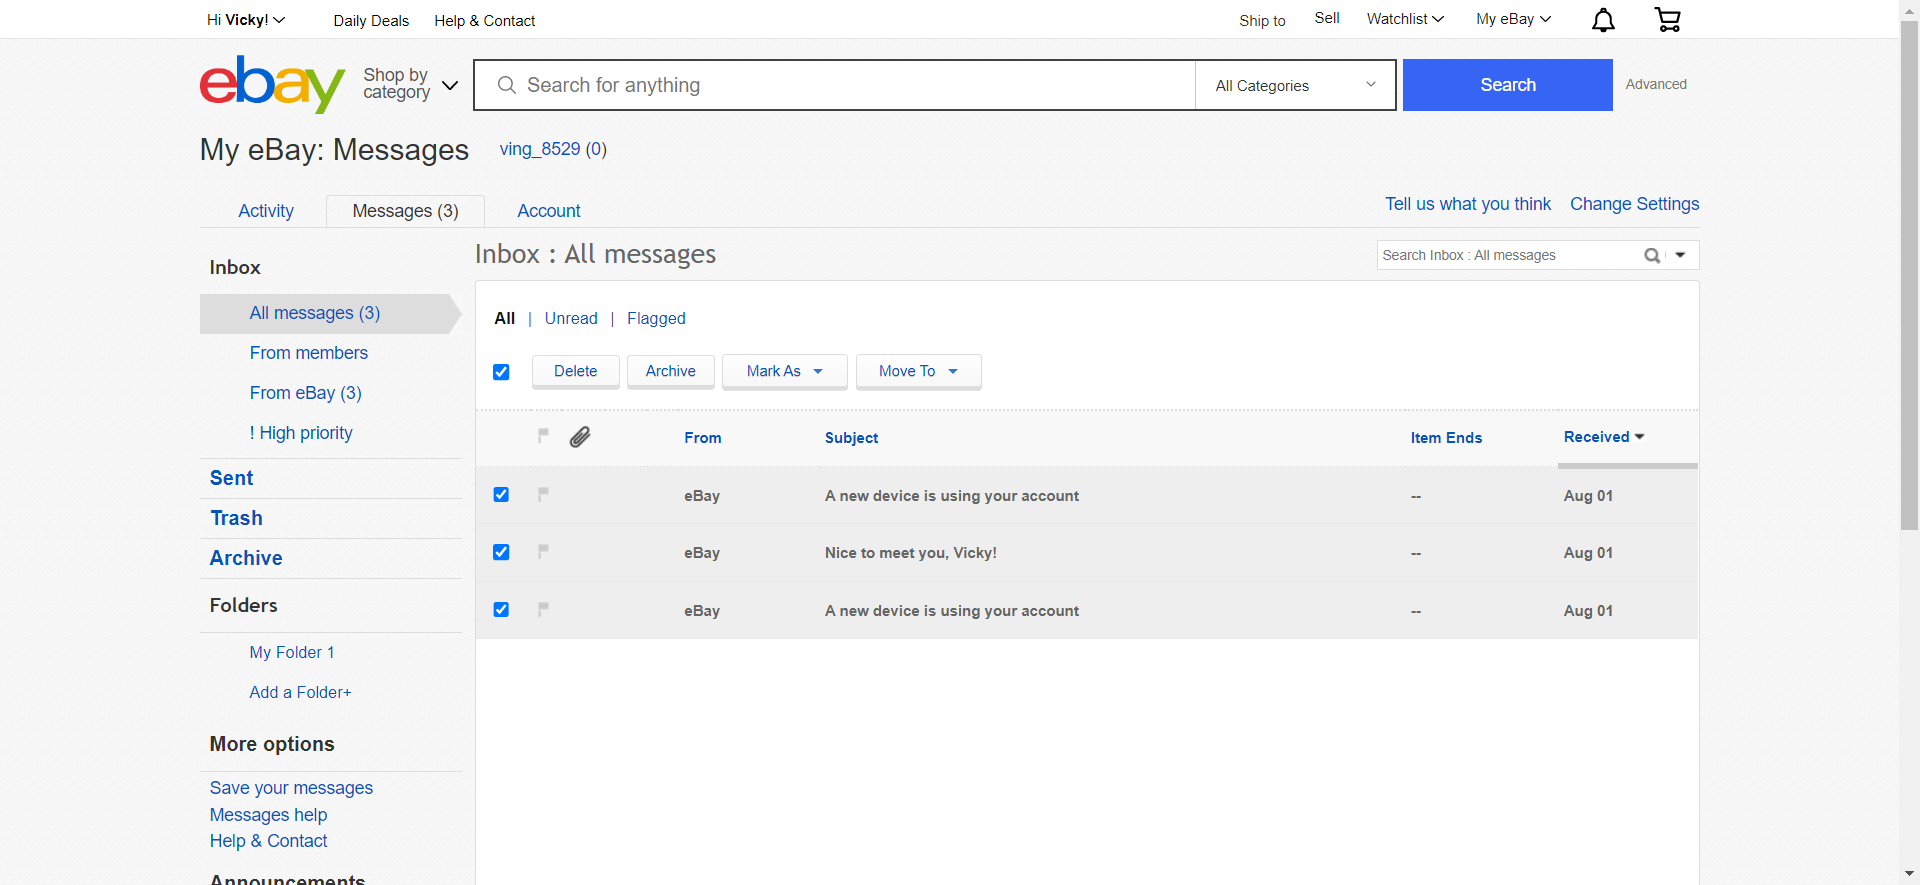 Hi Vicky!
Daily Deals
Help & Contact
Ship to
Sell
Watchlist
My eBay
ebay
Shop by
category
Search for anything
All Categories
Search
Advanced
My eBay: Messages
ving_8529 (0)
Activity
Messages (3)
Account
Tell us what you think
Change Settings
Inbox
Inbox : All messages
Search Inbox : All messages
All messages (3)
From members
From eBay (3)
! High priority
Sent
Trash
Archive
Folders
My Folder 1
Add a Folder+
More options
Save your messages
Messages help
Help & Contact
Announcements
All | Unread | Flagged
Delete
Archive
Mark As
Move To
From
Subject
Item Ends
Received
eBay
A new device is using your account
--
Aug 01
eBay
Nice to meet you, Vicky!
--
Aug 01
eBay
A new device is using your account
--
Aug 01